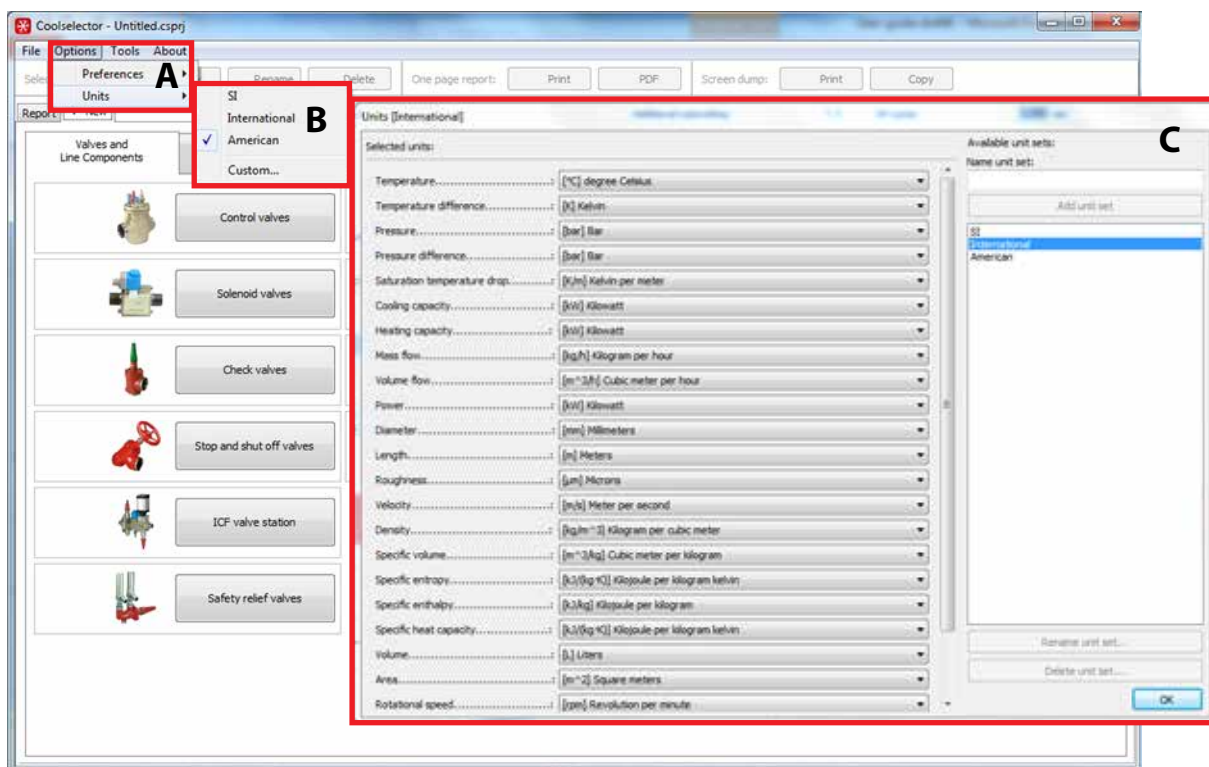 Coolselector - Untitled.csprj
File Options Tools About
Preferences
Units
A
Rename
Delete
One page report:
Print
PDF
Screen dump:
Print
Copy
SI
International
American
Custom...
B
Report
New
Valves and
Line Components
Control valves
Solenoid valves
Check valves
Stop and shut off valves
ICF valve station
Safety relief valves
Units [International]
C
Selected units:
Temperature: [°C] degree Celsius
Temperature difference: [K] Kelvin
Pressure: [bar] Bar
Pressure difference: [bar] Bar
Saturation temperature drop: [K/m] Kelvin per meter
Cooling capacity: [kW] Kilowatt
Heating capacity: [kW] Kilowatt
Mass flow: [kg/h] Kilogram per hour
Volume flow: [m^3/h] Cubic meter per hour
Power: [kW] Kilowatt
Diameter: [mm] Millimeters
Length: [m] Meters
Roughness: [µm] Microns
Velocity: [m/s] Meter per second
Density: [kg/m^3] Kilogram per cubic meter
Specific volume: [m^3/kg] Cubic meter per kilogram
Specific entropy: [kJ/(kg·K)] Kilojoule per kilogram kelvin
Specific enthalpy: [kJ/kg] Kilojoule per kilogram
Specific heat capacity: [kJ/(kg·K)] Kilojoule per kilogram kelvin
Volume: [L] Liters
Area: [m^2] Square meters
Rotational speed: [rpm] Revolution per minute
Available unit sets:
Name unit set:
Add unit set
SI
International
American
Rename unit set...
Delete unit set...
OK